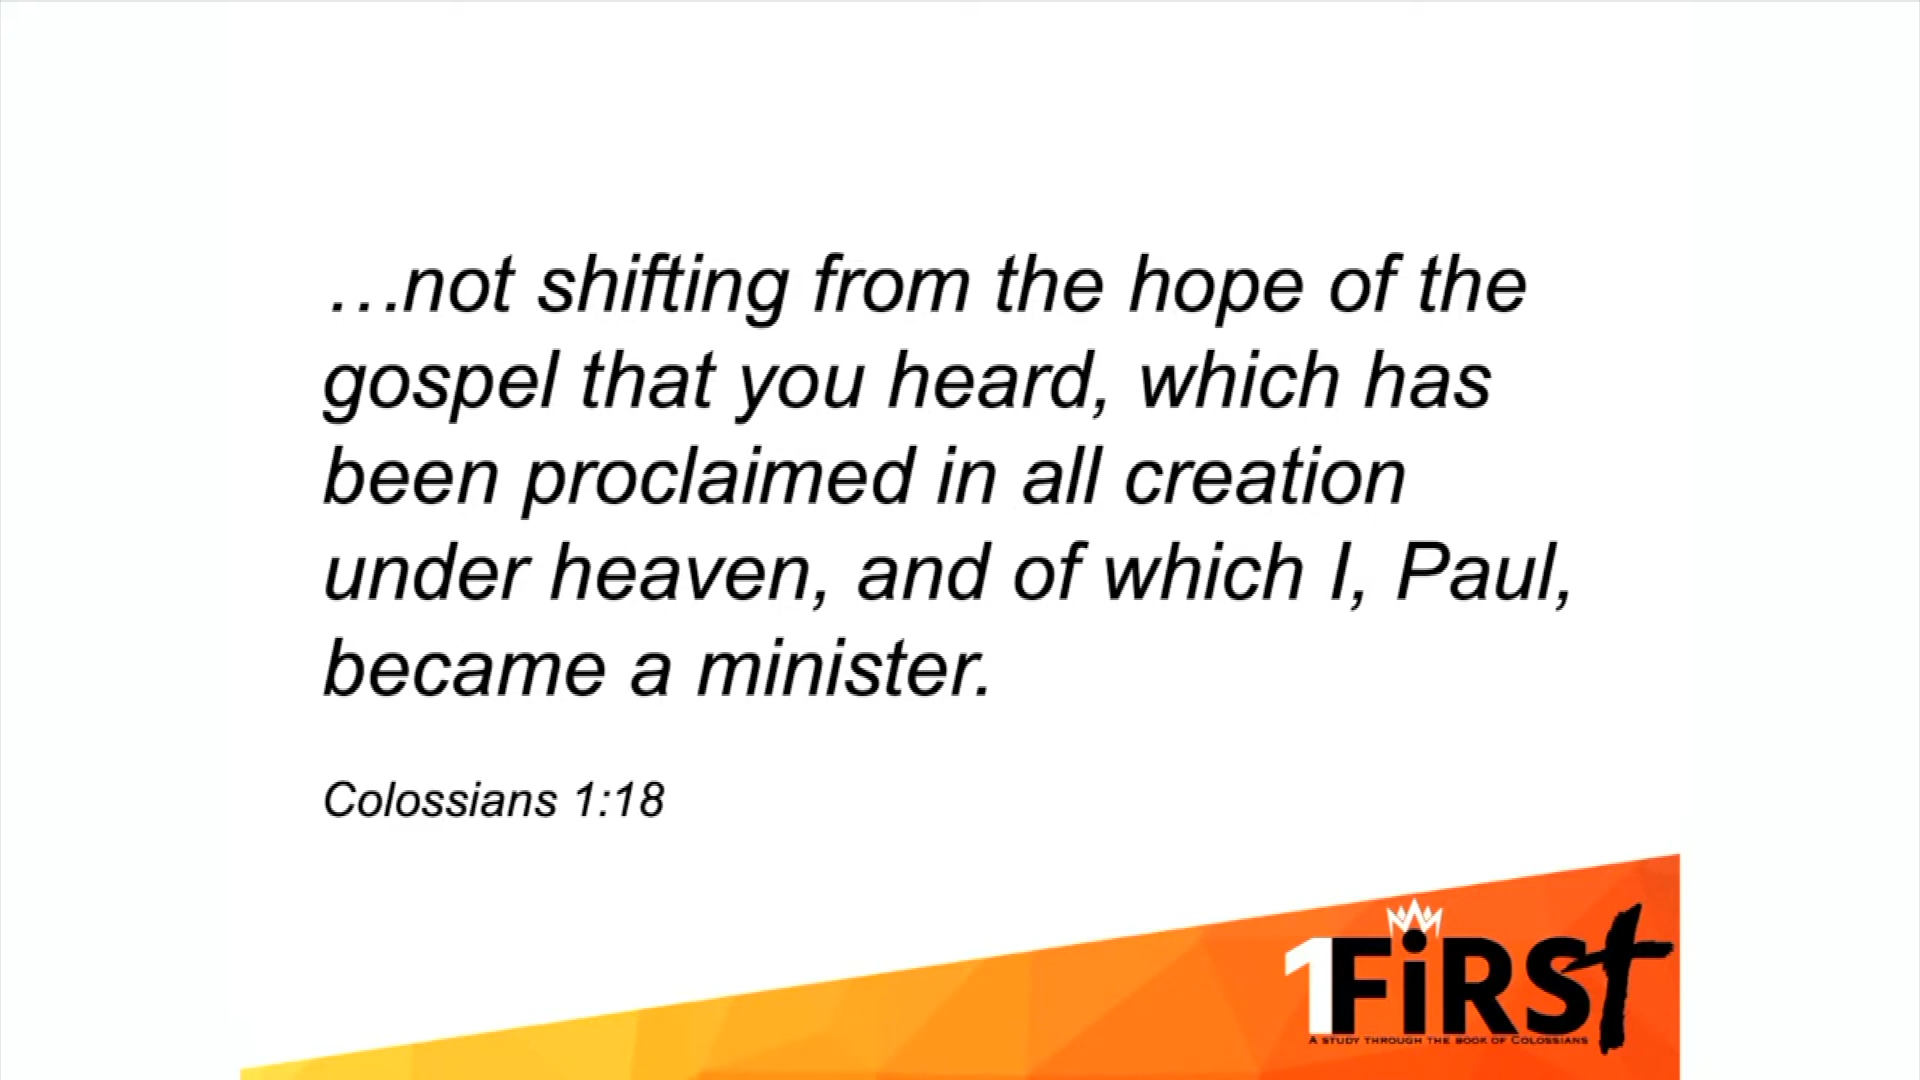 …not shifting from the hope of the
gospel that you heard, which has
been proclaimed in all creation
under heaven, and of which I, Paul,
became a minister.
Colossians 1:18
1FiRSt
A STUDY THROUGH THE BOOK OF COLOSSIANS